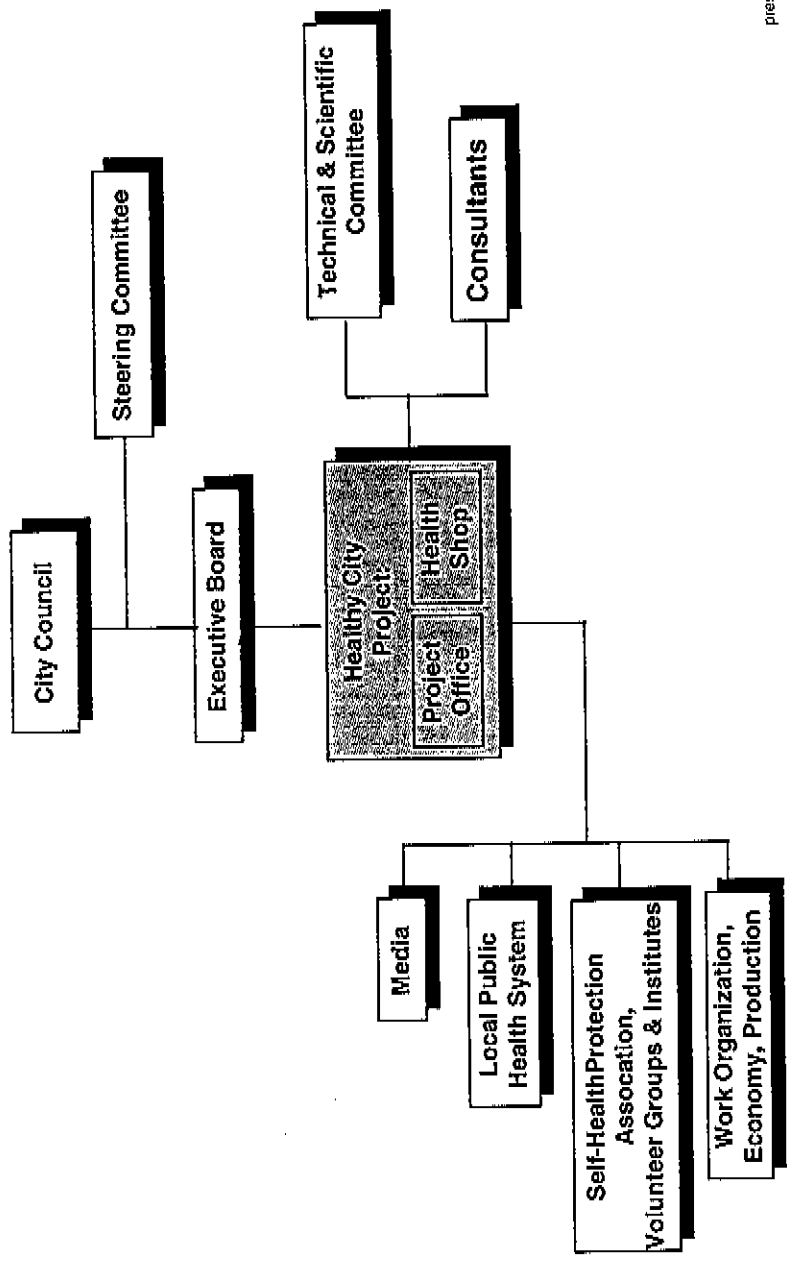 City Council
Steering Committee
Executive Board
Healthy City
Project:
Project
Office
Health
Shop
Technical & Scientific
Committee
Consultants
Media
Local Public
Health System
Self-HealthProtection
Assocation,
Volunteer Groups & Institutes
Work Organization,
Economy, Production